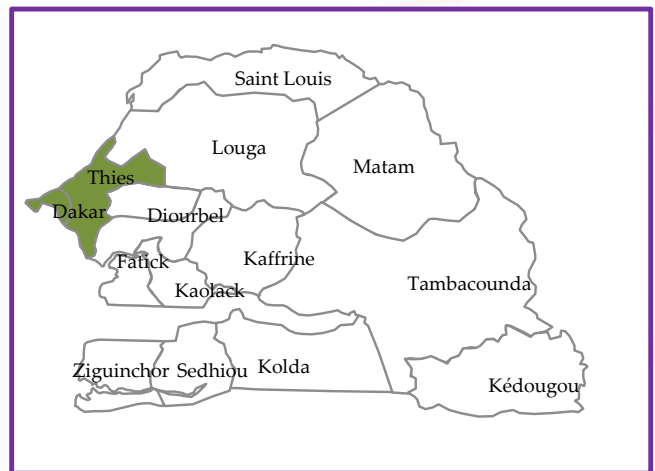 Saint Louis
Louga
Matam
Thies
Dakar
Diourbel
Fatick
Kaffrine
Kaolack
Tambacounda
Ziguinchor
Sedhiou
Kolda
Kédougou